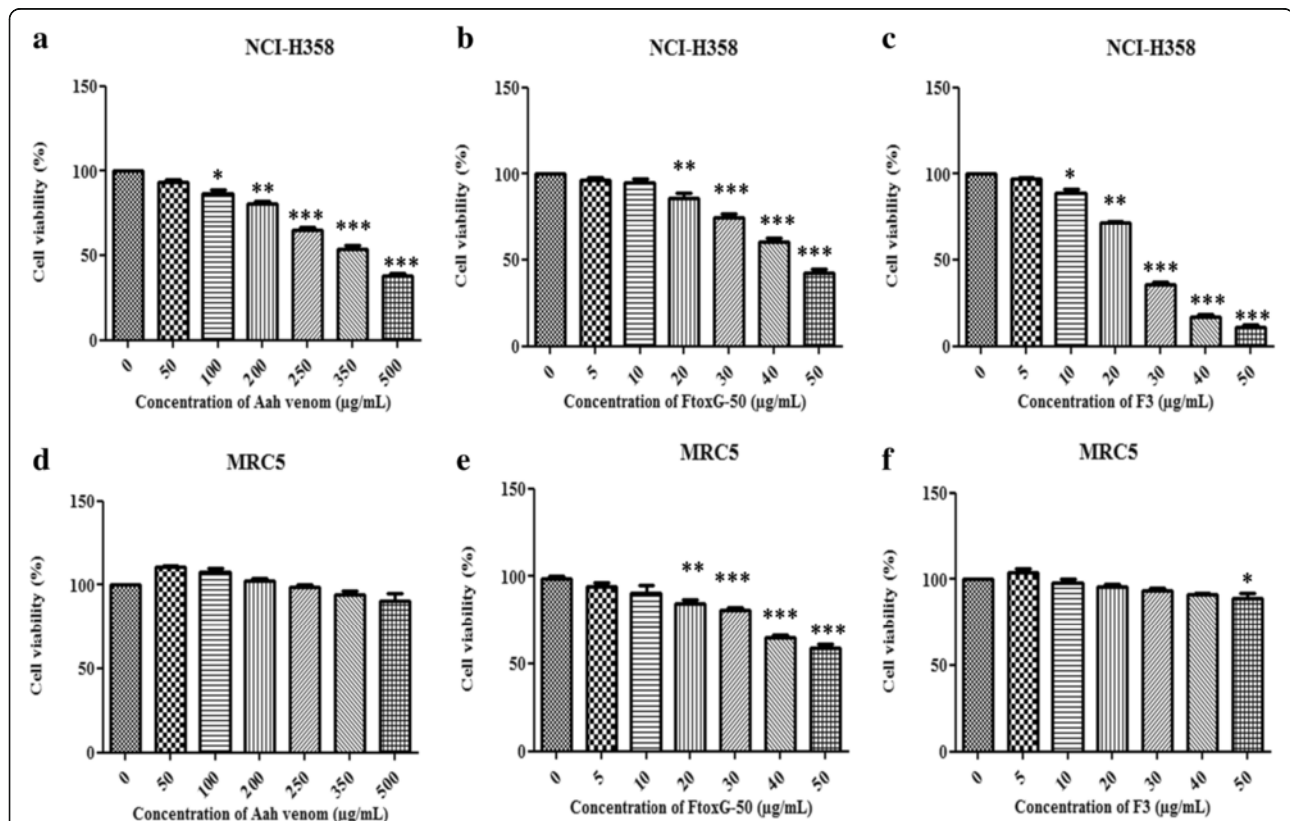 a
NCI-H358
Cell viability (%)
150
100
50
0
*
**
***
***
***
0 50 100 200 250 350 500
Concentration of Aah venom (µg/mL)
b
NCI-H358
Cell viability (%)
150
100
50
0
**
***
***
***
0 5 10 20 30 40 50
Concentration of FtoxG-50 (µg/mL)
c
NCI-H358
Cell viability (%)
150
100
50
0
*
**
***
***
***
0 5 10 20 30 40 50
Concentration of F3 (µg/mL)
d
MRC5
Cell viability (%)
150
100
50
0
0 50 100 200 250 350 500
Concentration of Aah venom (µg/mL)
e
MRC5
Cell viability (%)
150
100
50
0
**
***
***
***
0 5 10 20 30 40 50
Concentration of FtoxG-50 (µg/mL)
f
MRC5
Cell viability (%)
150
100
50
0
*
0 5 10 20 30 40 50
Concentration of F3 (µg/mL)